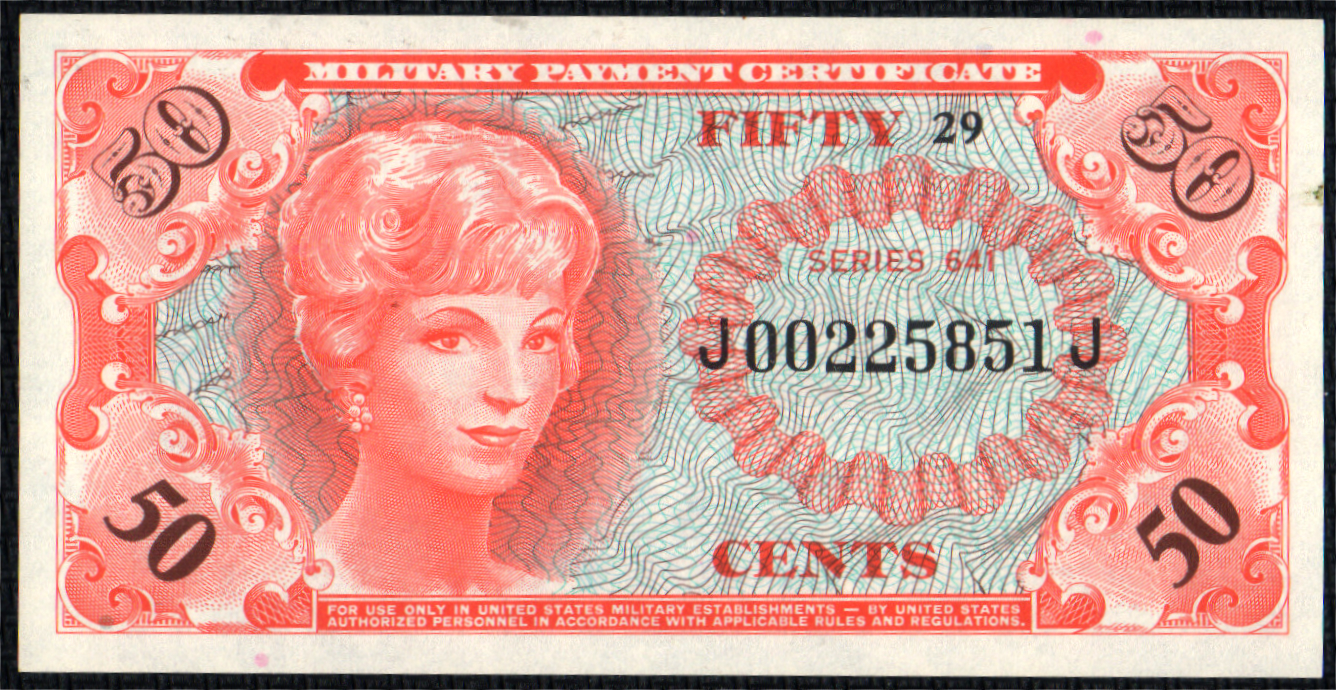 MILITARY PAYMENT CERTIFICATE
50
FIFTY 29
50
SERIES 641
J00225851J
50
CENTS
50
FOR USE ONLY IN UNITED STATES MILITARY ESTABLISHMENTS — BY UNITED STATES
AUTHORIZED PERSONNEL IN ACCORDANCE WITH APPLICABLE RULES AND REGULATIONS.